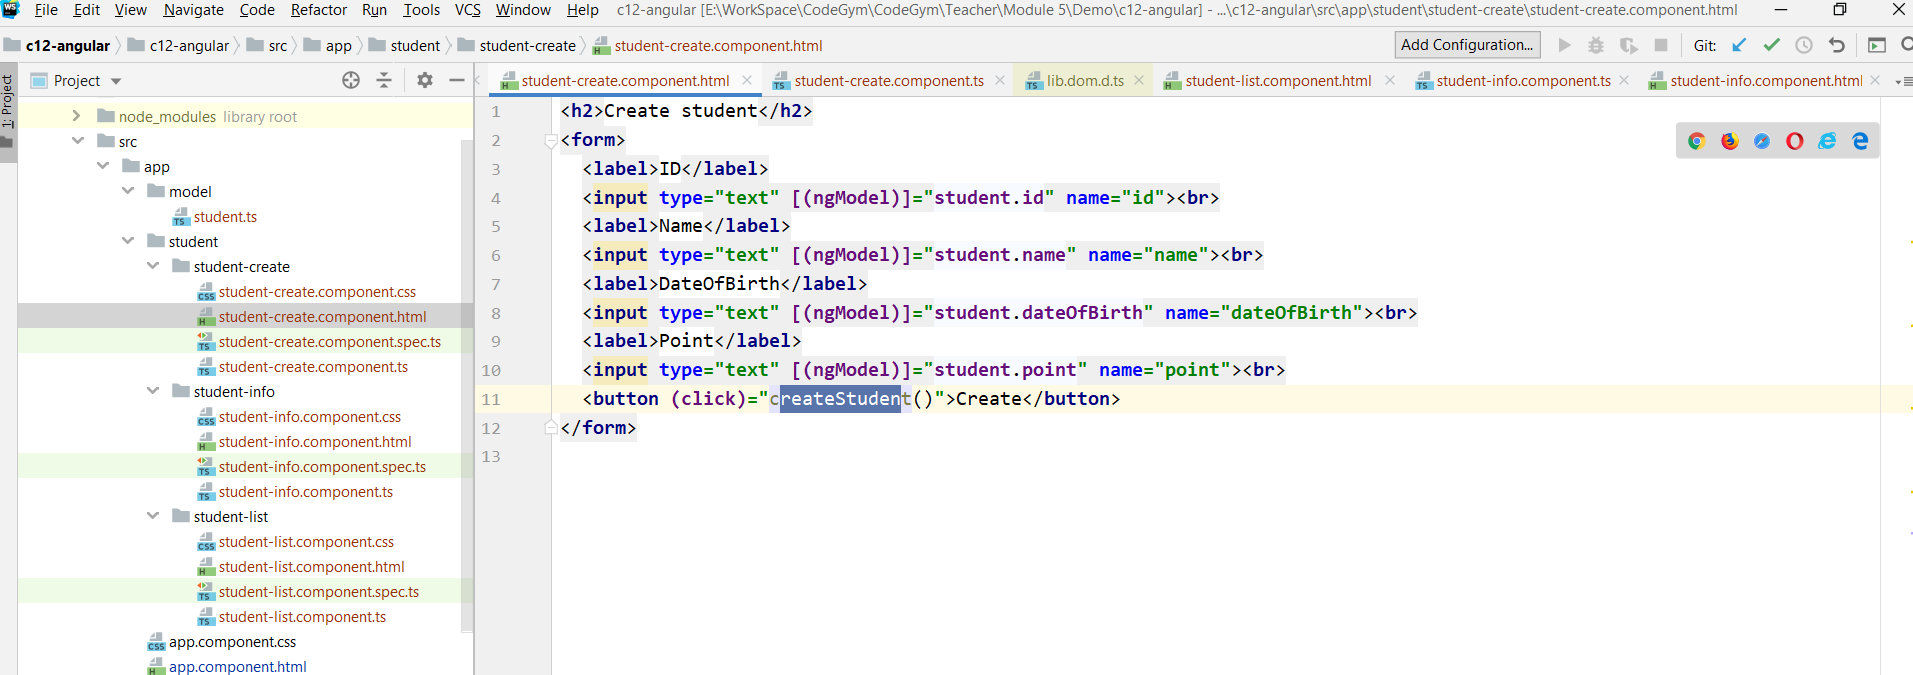 WS File Edit View Navigate Code Refactor Run Tools VCS Window Help c12-angular [E:\WorkSpace\CodeGym\CodeGym\Teacher\Module 5\Demo\c12-angular] - ...\c12-angular\src\app\student\student-create\student-create.component.html
c12-angular c12-angular src app student student-create student-create.component.html Add Configuration... Git:
1: Project
Project
student-create.component.html student-create.component.ts lib.dom.d.ts student-list.component.html student-info.component.ts student-info.component.html
node_modules library root
src
app
model
student.ts
student
student-create
student-create.component.css
student-create.component.html
student-create.component.spec.ts
student-create.component.ts
student-info
student-info.component.css
student-info.component.html
student-info.component.spec.ts
student-info.component.ts
student-list
student-list.component.css
student-list.component.html
student-list.component.spec.ts
student-list.component.ts
app.component.css
app.component.html
1 <h2>Create student</h2>
2 <form>
3 <label>ID</label>
4 <input type="text" [(ngModel)]="student.id" name="id"><br>
5 <label>Name</label>
6 <input type="text" [(ngModel)]="student.name" name="name"><br>
7 <label>DateOfBirth</label>
8 <input type="text" [(ngModel)]="student.dateOfBirth" name="dateOfBirth"><br>
9 <label>Point</label>
10 <input type="text" [(ngModel)]="student.point" name="point"><br>
11 <button (click)="createStudent()">Create</button>
12 </form>
13